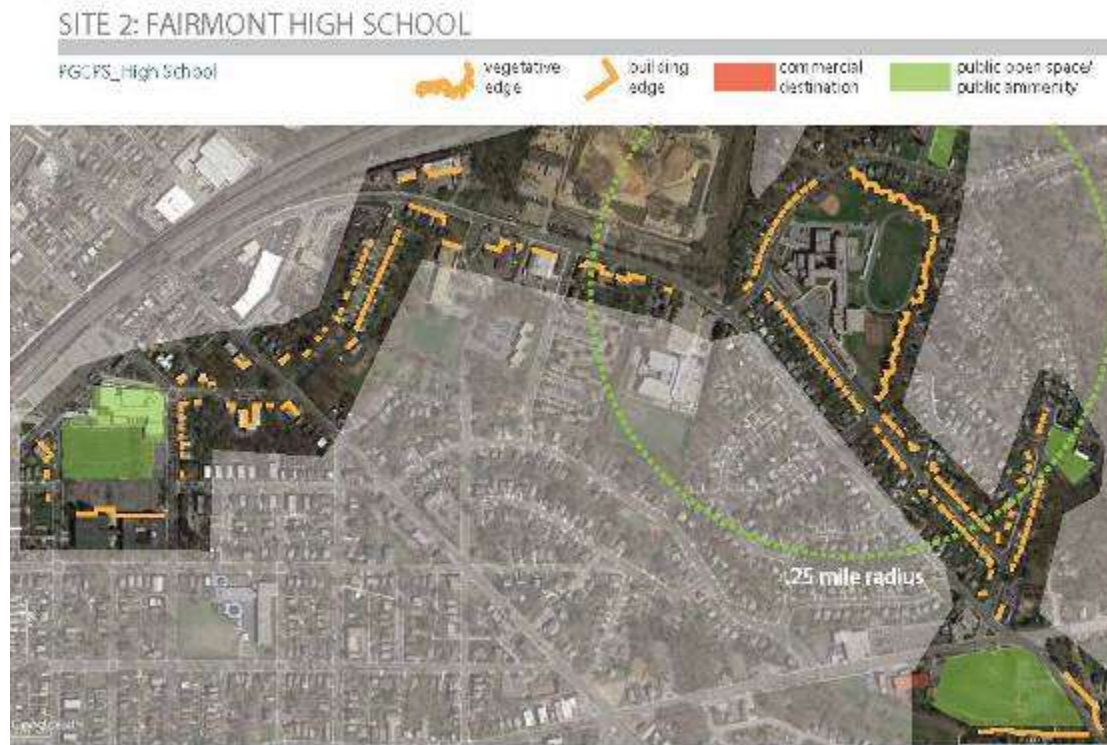 SITE 2: FAIRMONT HIGH SCHOOL
PGCPS_High School
vegetative
edge
building
edge
commercial
destination
public open space/
public ammenity
.25 mile radius